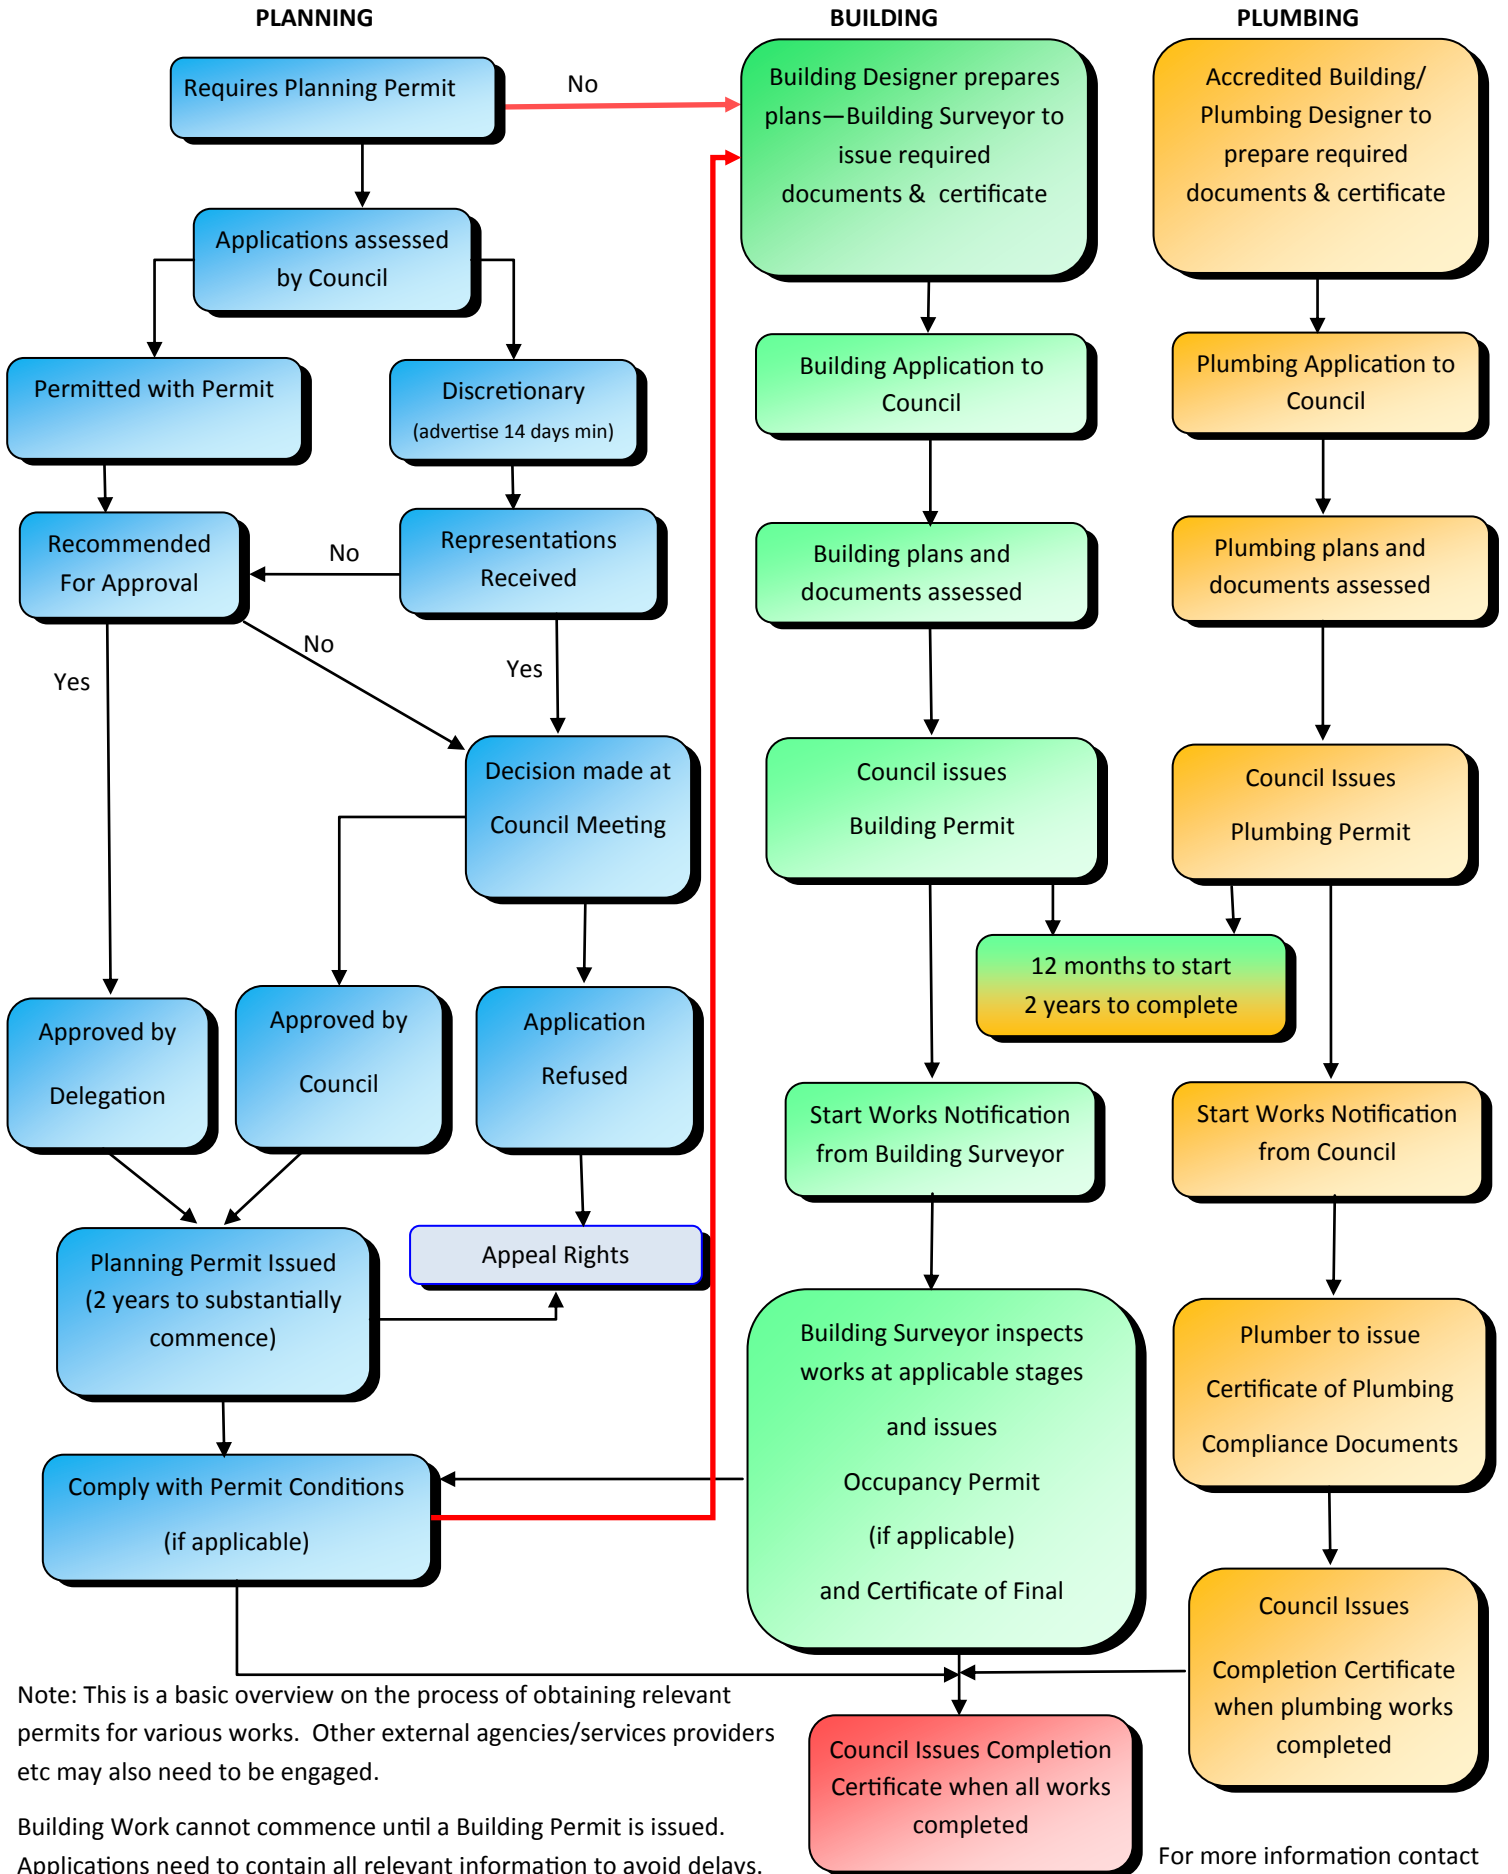 PLANNING
BUILDING
PLUMBING
Requires Planning Permit
No
Applications assessed
by Council
Permitted with Permit
Discretionary
(advertise 14 days min)
Recommended
For Approval
No
Representations
Received
No
Yes
Yes
Decision made at
Council Meeting
Approved by
Delegation
Approved by
Council
Application
Refused
Planning Permit Issued
(2 years to substantially
commence)
Appeal Rights
Comply with Permit Conditions
(if applicable)
Building Designer prepares
plans—Building Surveyor to
issue required
documents & certificate
Building Application to
Council
Building plans and
documents assessed
Council issues
Building Permit
12 months to start
2 years to complete
Start Works Notification
from Building Surveyor
Building Surveyor inspects
works at applicable stages
and issues
Occupancy Permit
(if applicable)
and Certificate of Final
Accredited Building/
Plumbing Designer to
prepare required
documents & certificate
Plumbing Application to
Council
Plumbing plans and
documents assessed
Council Issues
Plumbing Permit
Start Works Notification
from Council
Plumber to issue
Certificate of Plumbing
Compliance Documents
Council Issues
Completion Certificate
when plumbing works
completed
Council Issues Completion
Certificate when all works
completed
Note: This is a basic overview on the process of obtaining relevant
permits for various works. Other external agencies/services providers
etc may also need to be engaged.
Building Work cannot commence until a Building Permit is issued.
Applications need to contain all relevant information to avoid delays.
For more information contact